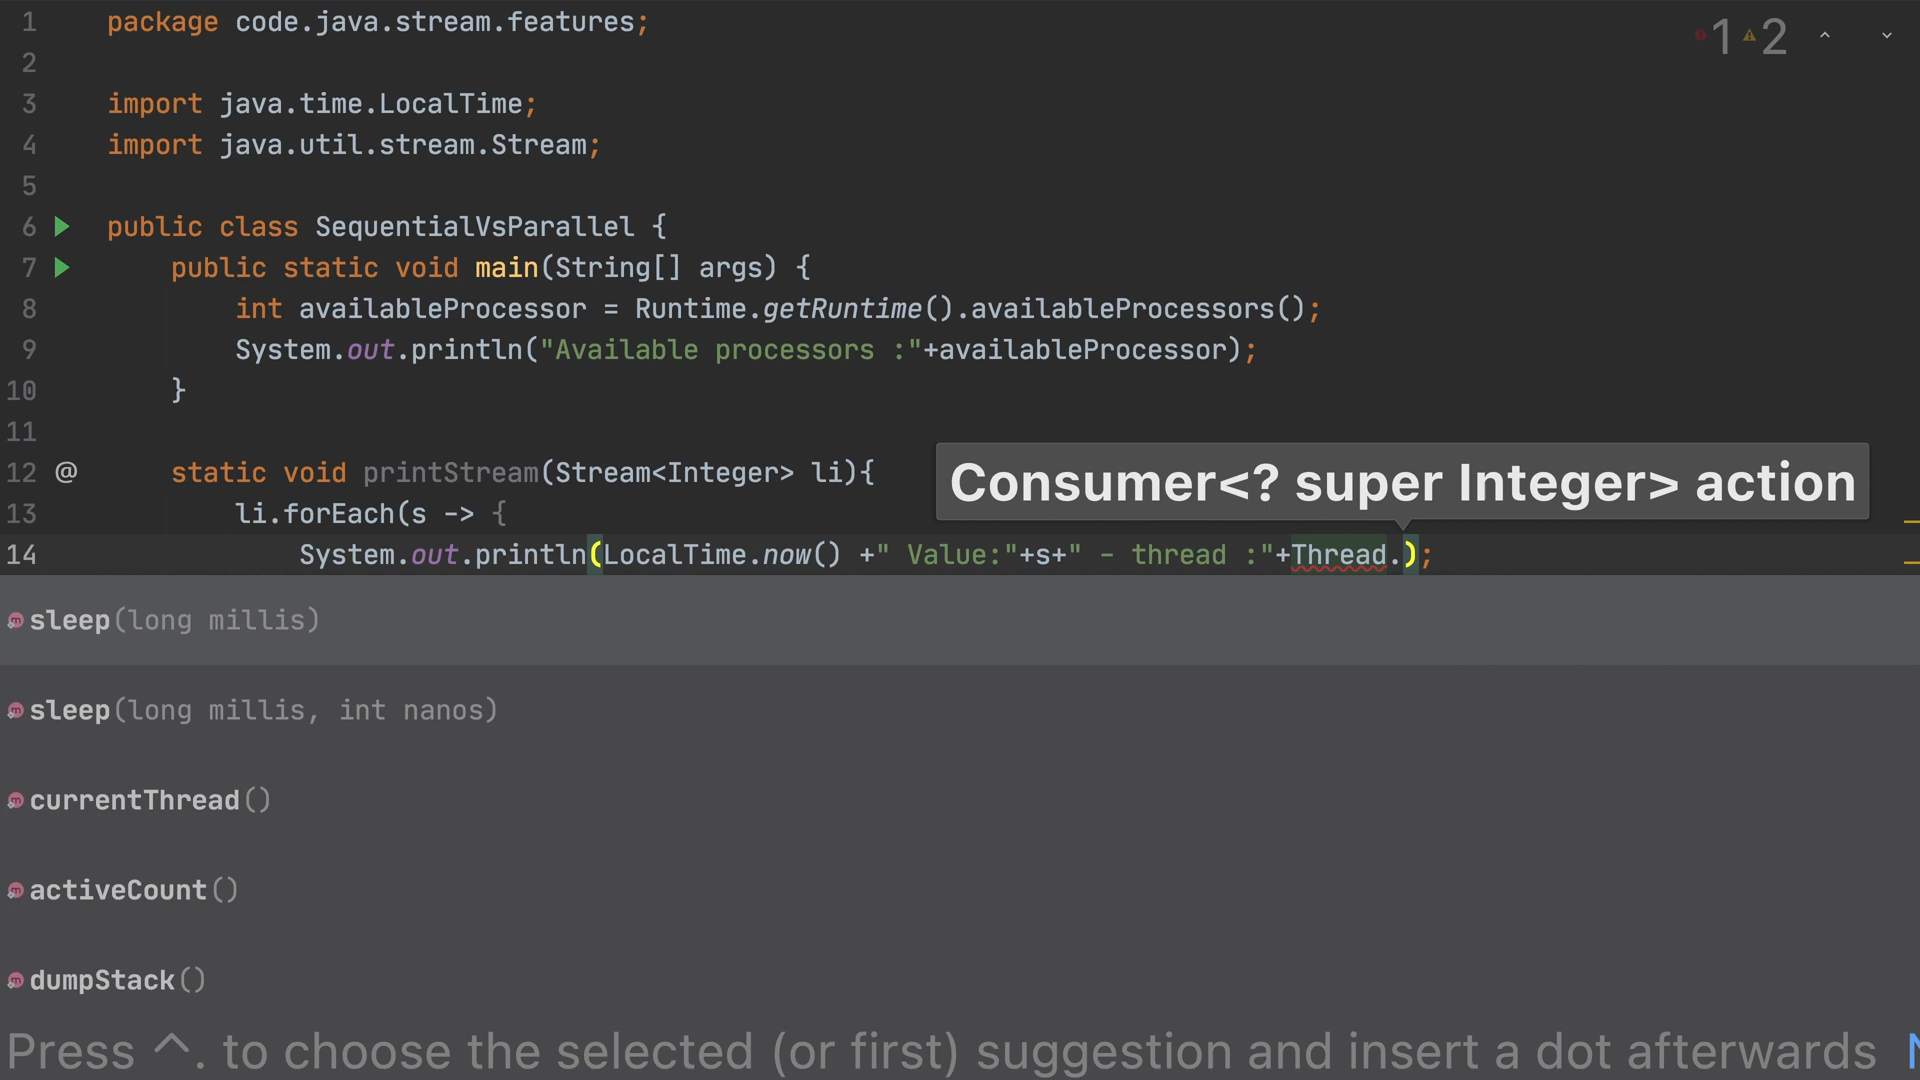 1 package code.java.stream.features;
1 2
2
3 import java.time.LocalTime;
4 import java.util.stream.Stream;
5
6 public class SequentialVsParallel {
7 public static void main(String[] args) {
8 int availableProcessor = Runtime.getRuntime().availableProcessors();
9 System.out.println("Available processors :"+availableProcessor);
10 }
11
12 @ static void printStream(Stream<Integer> li){
Consumer<? super Integer> action
13 li.forEach(s -> {
14 System.out.println(LocalTime.now() +" Value:"+s+" - thread :"+Thread.);
sleep(long millis)
sleep(long millis, int nanos)
currentThread()
activeCount()
dumpStack()
Press ^. to choose the selected (or first) suggestion and insert a dot afterwards